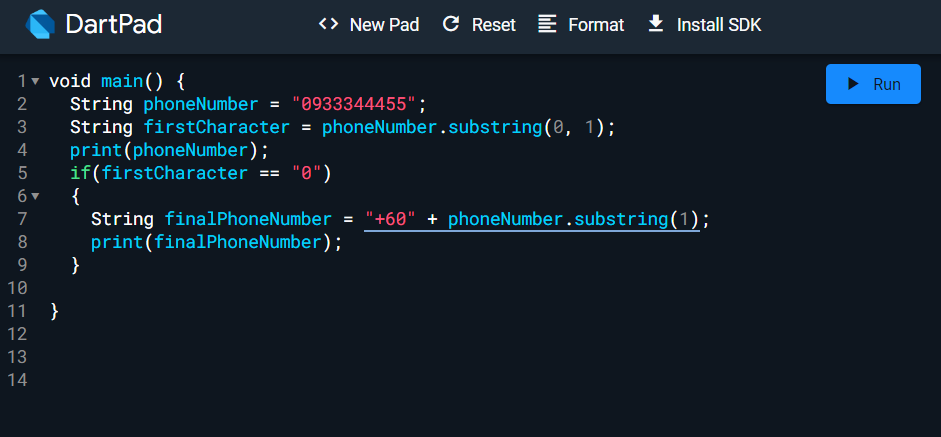 DartPad <> New Pad Reset Format Install SDK
Run
1 void main() {
2 String phoneNumber = "0933344455";
3 String firstCharacter = phoneNumber.substring(0, 1);
4 print(phoneNumber);
5 if(firstCharacter == "0")
6 {
7 String finalPhoneNumber = "+60" + phoneNumber.substring(1);
8 print(finalPhoneNumber);
9 }
10
11 }
12
13
14